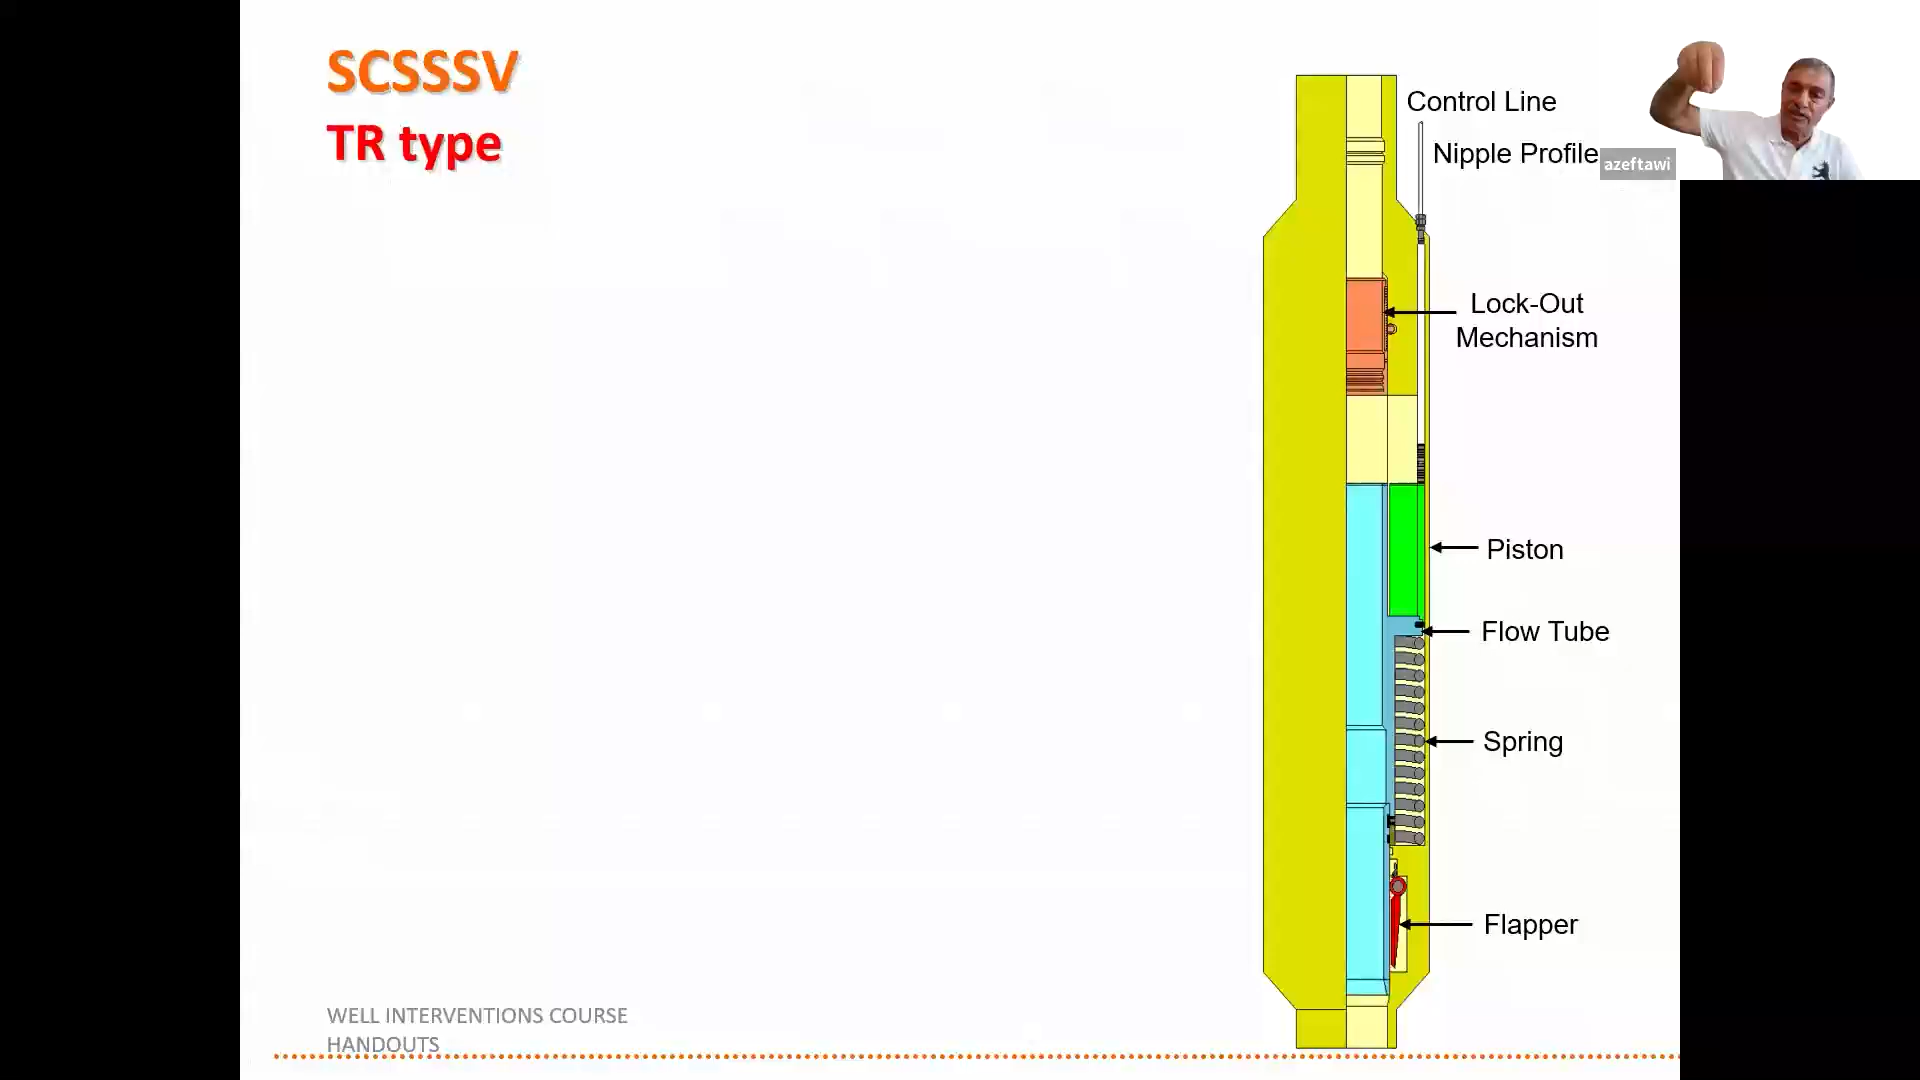 SCSSSV
TR type
Control Line
Nipple Profile
azeftawi
Lock-Out
Mechanism
Piston
Flow Tube
Spring
Flapper
WELL INTERVENTIONS COURSE
HANDOUTS